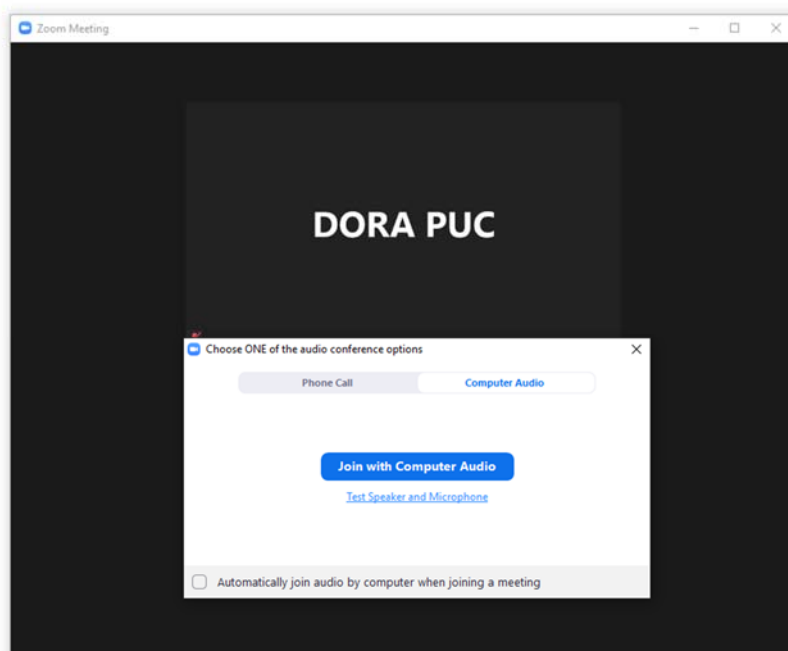 Zoom Meeting
DORA PUC
Choose ONE of the audio conference options
Phone Call
Computer Audio
Join with Computer Audio
Test Speaker and Microphone
Automatically join audio by computer when joining a meeting